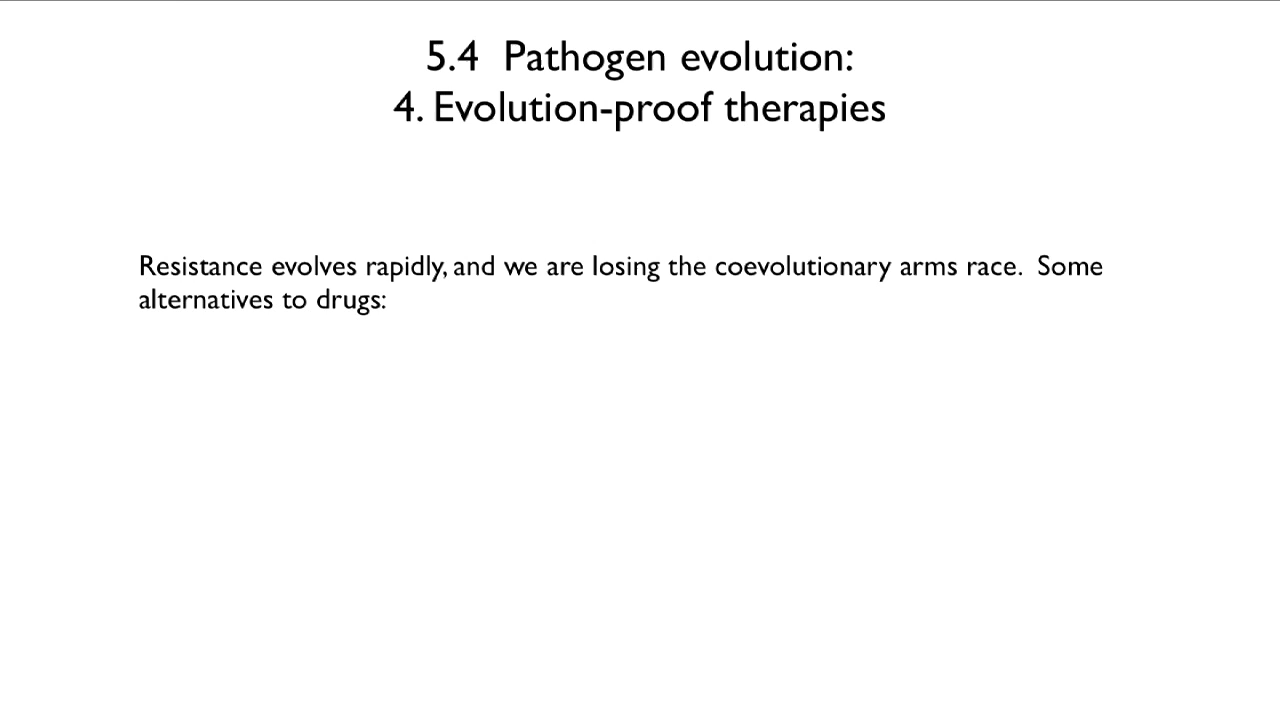 5.4  Pathogen evolution:
4. Evolution-proof therapies
Resistance evolves rapidly, and we are losing the coevolutionary arms race.  Some
alternatives to drugs: